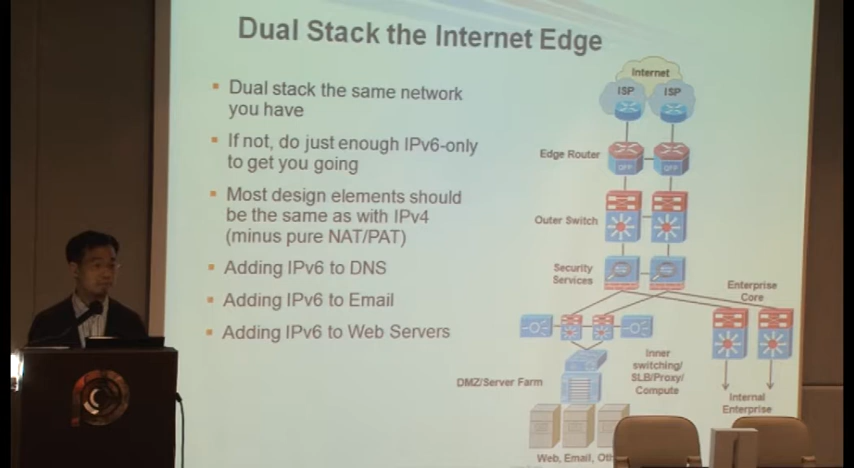 Dual Stack the Internet Edge
Dual stack the same network
you have
If not, do just enough IPv6-only
to get you going
Most design elements should
be the same as with IPv4
(minus pure NAT/PAT)
Adding IPv6 to DNS
Adding IPv6 to Email
Adding IPv6 to Web Servers
Internet
ISP
ISP
Edge Router
QFP
QFP
Outer Switch
Security
Services
Enterprise
Core
Inner
switching/
SLB/Proxy/
Compute
DMZ/Server Farm
Internal
Enterprise
Web, Email, Oth